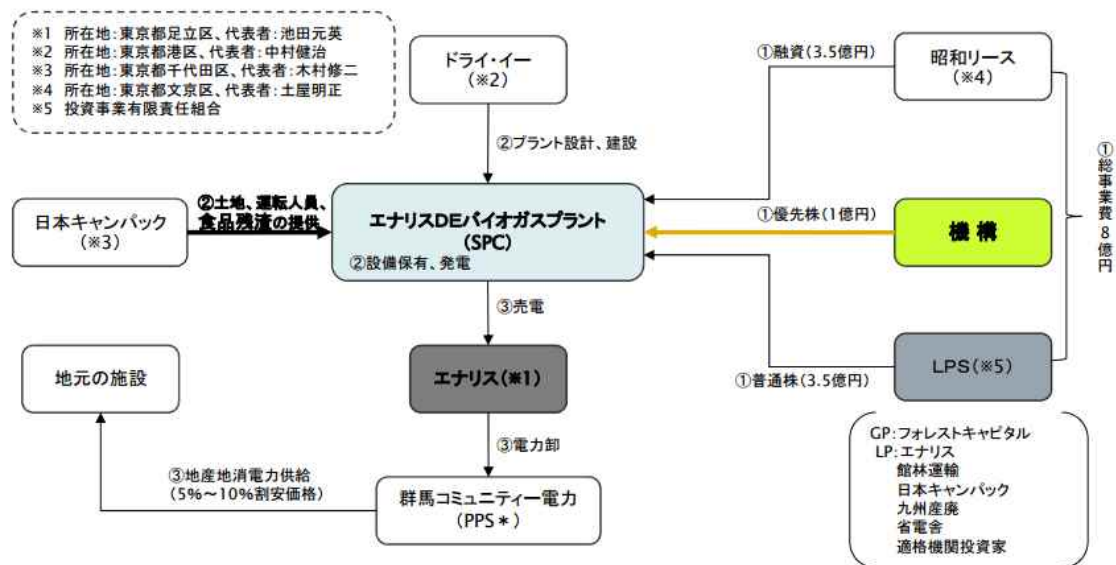 ※1 所在地：東京都足立区、代表者：池田元英
※2 所在地：東京都港区、代表者：中村健治
※3 所在地：東京都千代田区、代表者：木村修二
※4 所在地：東京都文京区、代表者：土屋明正
※5 投資事業有限責任組合
ドライ・イー
(※2)
①融資(3.5億円)
昭和リース
(※4)
②プラント設計、建設
①総事業費8億円
日本キャンパック
(※3)
②土地、運転人員、
食品残渣の提供
エナリスDEバイオガスプラント
(SPC)
②設備保有、発電
①優先株(1億円)
機構
③売電
地元の施設
エナリス(※1)
①普通株(3.5億円)
LPS(※5)
③電力卸
③地産地消電力供給
(5%～10%割安価格)
群馬コミュニティー電力
(PPS＊)
GP：フォレストキャピタル
LP：エナリス
館林運輸
日本キャンパック
九州産廃
省電舎
適格機関投資家